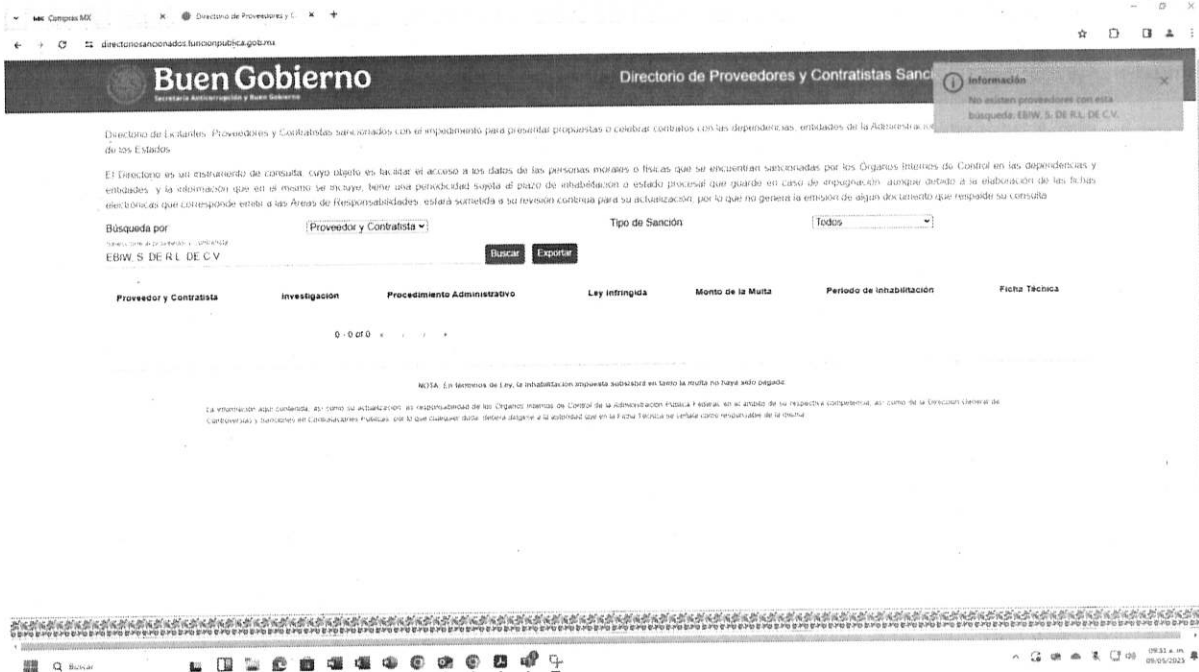 Compras MX
Directorio de Proveedores y C
directoriosancionados.funcionpublica.gob.mx
Buen Gobierno
Secretaría Anticorrupción y Buen Gobierno
Directorio de Proveedores y Contratistas Sanci
Información
No existen proveedores con esta
búsqueda: EBIW, S. DE R.L. DE C.V.
Directorio de Licitantes, Proveedores y Contratistas sancionados con el impedimento para presentar propuestas o celebrar contratos con las dependencias, entidades de la Administraci
de los Estados
El Directorio es un instrumento de consulta, cuyo objeto es facilitar el acceso a los datos de las personas morales o físicas que se encuentran sancionadas por los Órganos Internos de Control en las dependencias y
entidades, y la información que en el mismo se incluye, tiene una periodicidad sujeta al plazo de inhabilitación o estado procesal que guarde en caso de impugnación, aunque debido a la elaboración de las fichas
electrónicas que corresponde emitir a las Áreas de Responsabilidades, estará sometida a su revisión continua para su actualización, por lo que no genera la emisión de algún documento que respalde su consulta
Búsqueda por
Proveedor y Contratista
Tipo de Sanción
Todos
EBIW, S. DE R.L. DE C.V
Buscar
Exportar
Proveedor y Contratista Investigación Procedimiento Administrativo Ley Infringida Monto de la Multa Periodo de Inhabilitación Ficha Técnica
0 - 0 of 0
NOTA: En términos de Ley, la inhabilitación impuesta subsistirá en tanto la multa no haya sido pagada
La información aquí contenida, así como su actualización, es responsabilidad de los Órganos Internos de Control de la Administración Pública Federal, en el ámbito de su respectiva competencia, así como de la Dirección General de
Controversias y Sanciones en Contrataciones Públicas, por lo que cualquier duda, deberá dirigirse a la autoridad que en la Ficha Técnica se señala como responsable de la misma
Buscar
09:51 a. m.
09/05/2025